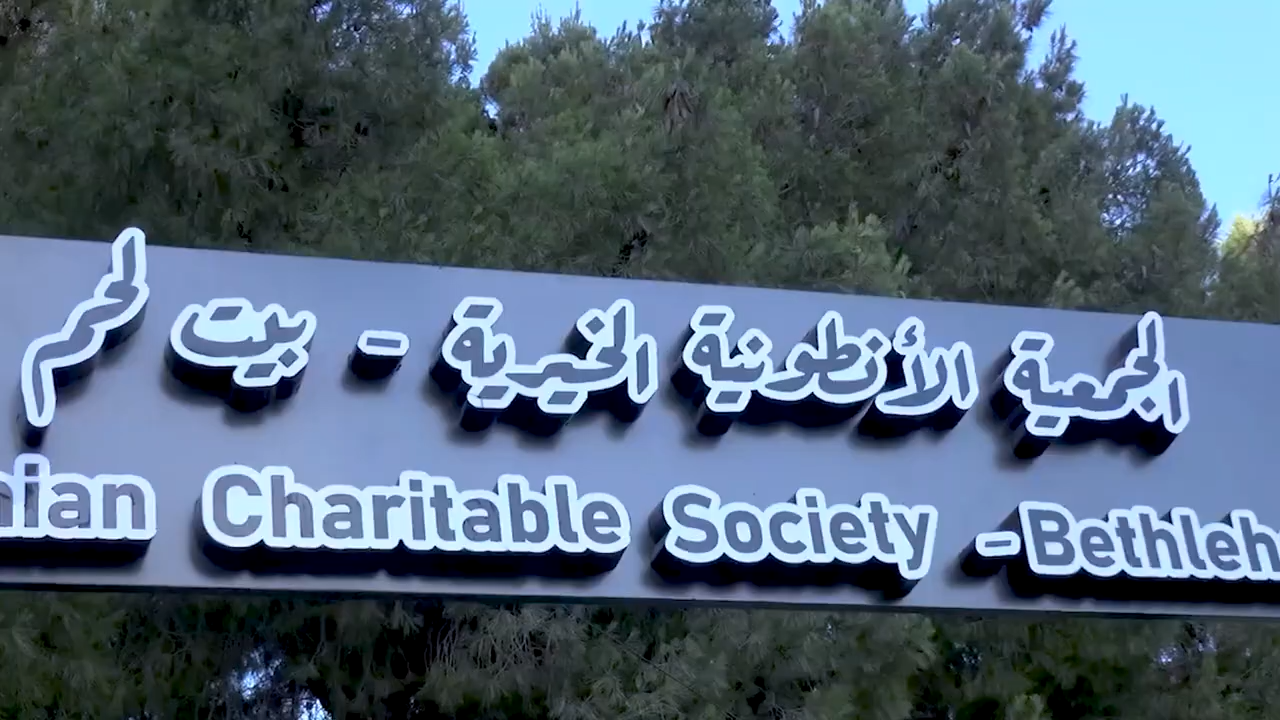 الجمعية الأنطونية الخيرية - بيت لحم
nian Charitable Society - Bethleh